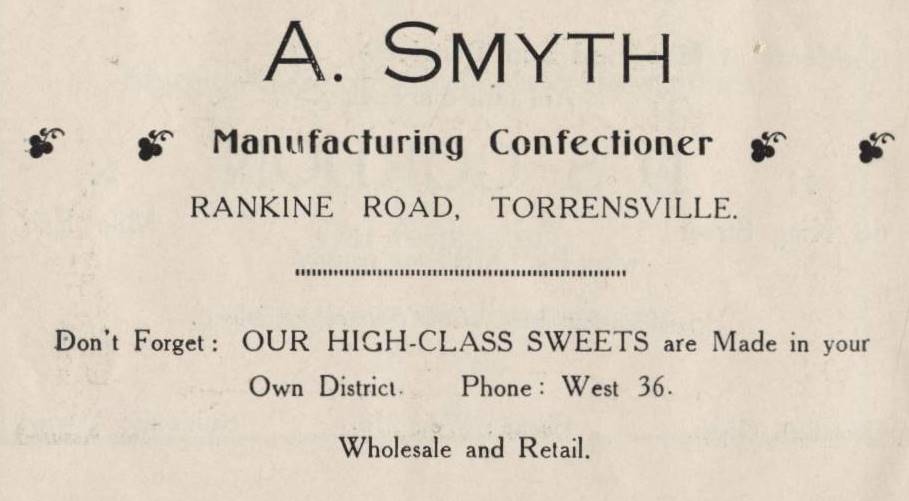 A. SMYTH
Manufacturing Confectioner
RANKINE ROAD, TORRENSVILLE.
Don't Forget: OUR HIGH-CLASS SWEETS are Made in your
Own District. Phone: West 36.
Wholesale and Retail.